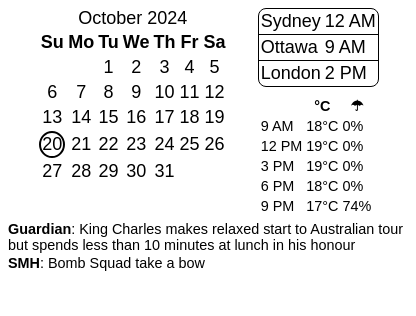 October 2024
Su Mo Tu We Th Fr Sa
1 2 3 4 5
6 7 8 9 10 11 12
13 14 15 16 17 18 19
20 21 22 23 24 25 26
27 28 29 30 31
Sydney 12 AM
Ottawa 9 AM
London 2 PM
°C ☂
9 AM 18°C 0%
12 PM 19°C 0%
3 PM 19°C 0%
6 PM 18°C 0%
9 PM 17°C 74%
Guardian: King Charles makes relaxed start to Australian tour
but spends less than 10 minutes at lunch in his honour
SMH: Bomb Squad take a bow